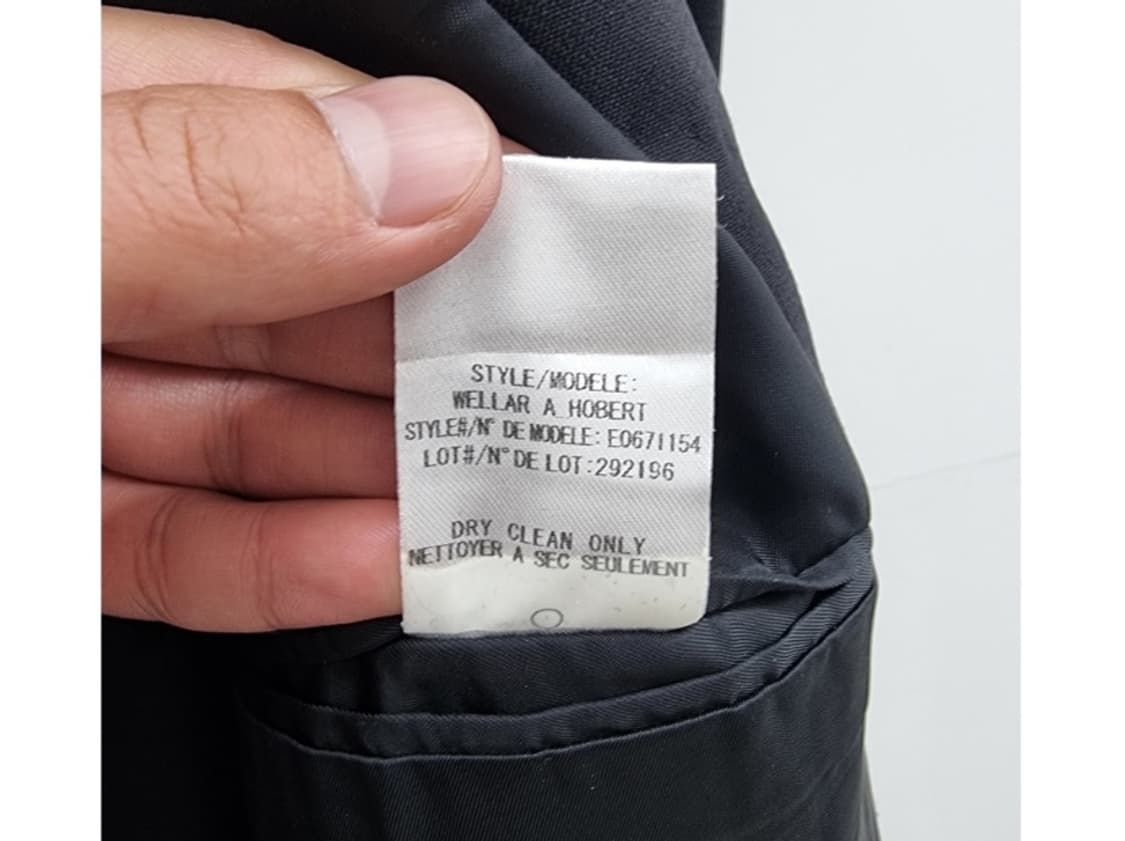 STYLE/MODELE:
WELLAR A HOBERT
STYLE#/N° DE MODELE: E0671154
LOT#/N° DE LOT:292196
DRY CLEAN ONLY
NETTOYER A SEC SEULEMENT